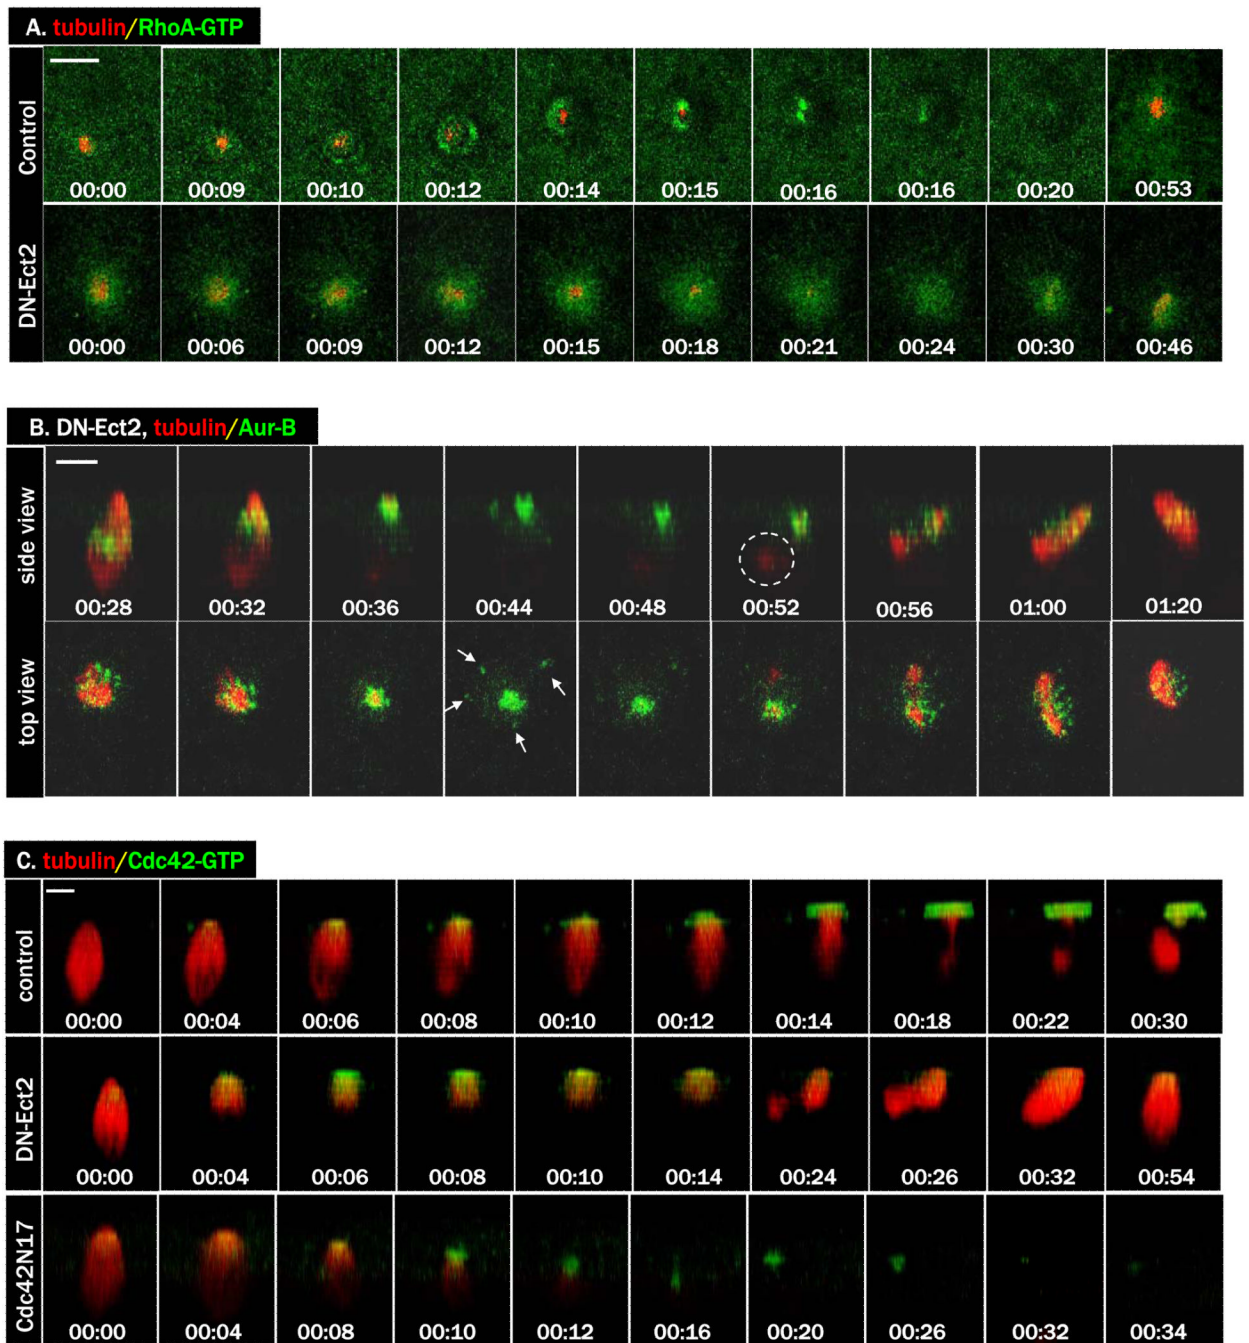 A. tubulin/RhoA-GTP
Control
00:00 00:09 00:10 00:12 00:14 00:15 00:16 00:16 00:20 00:53
DN-Ect2
00:00 00:06 00:09 00:12 00:15 00:18 00:21 00:24 00:30 00:46
B. DN-Ect2, tubulin/Aur-B
side view
00:28 00:32 00:36 00:44 00:48 00:52 00:56 01:00 01:20
top view
C. tubulin/Cdc42-GTP
control
00:00 00:04 00:06 00:08 00:10 00:12 00:14 00:18 00:22 00:30
DN-Ect2
00:00 00:04 00:06 00:08 00:10 00:14 00:24 00:26 00:32 00:54
Cdc42N17
00:00 00:04 00:08 00:10 00:12 00:16 00:20 00:26 00:32 00:34